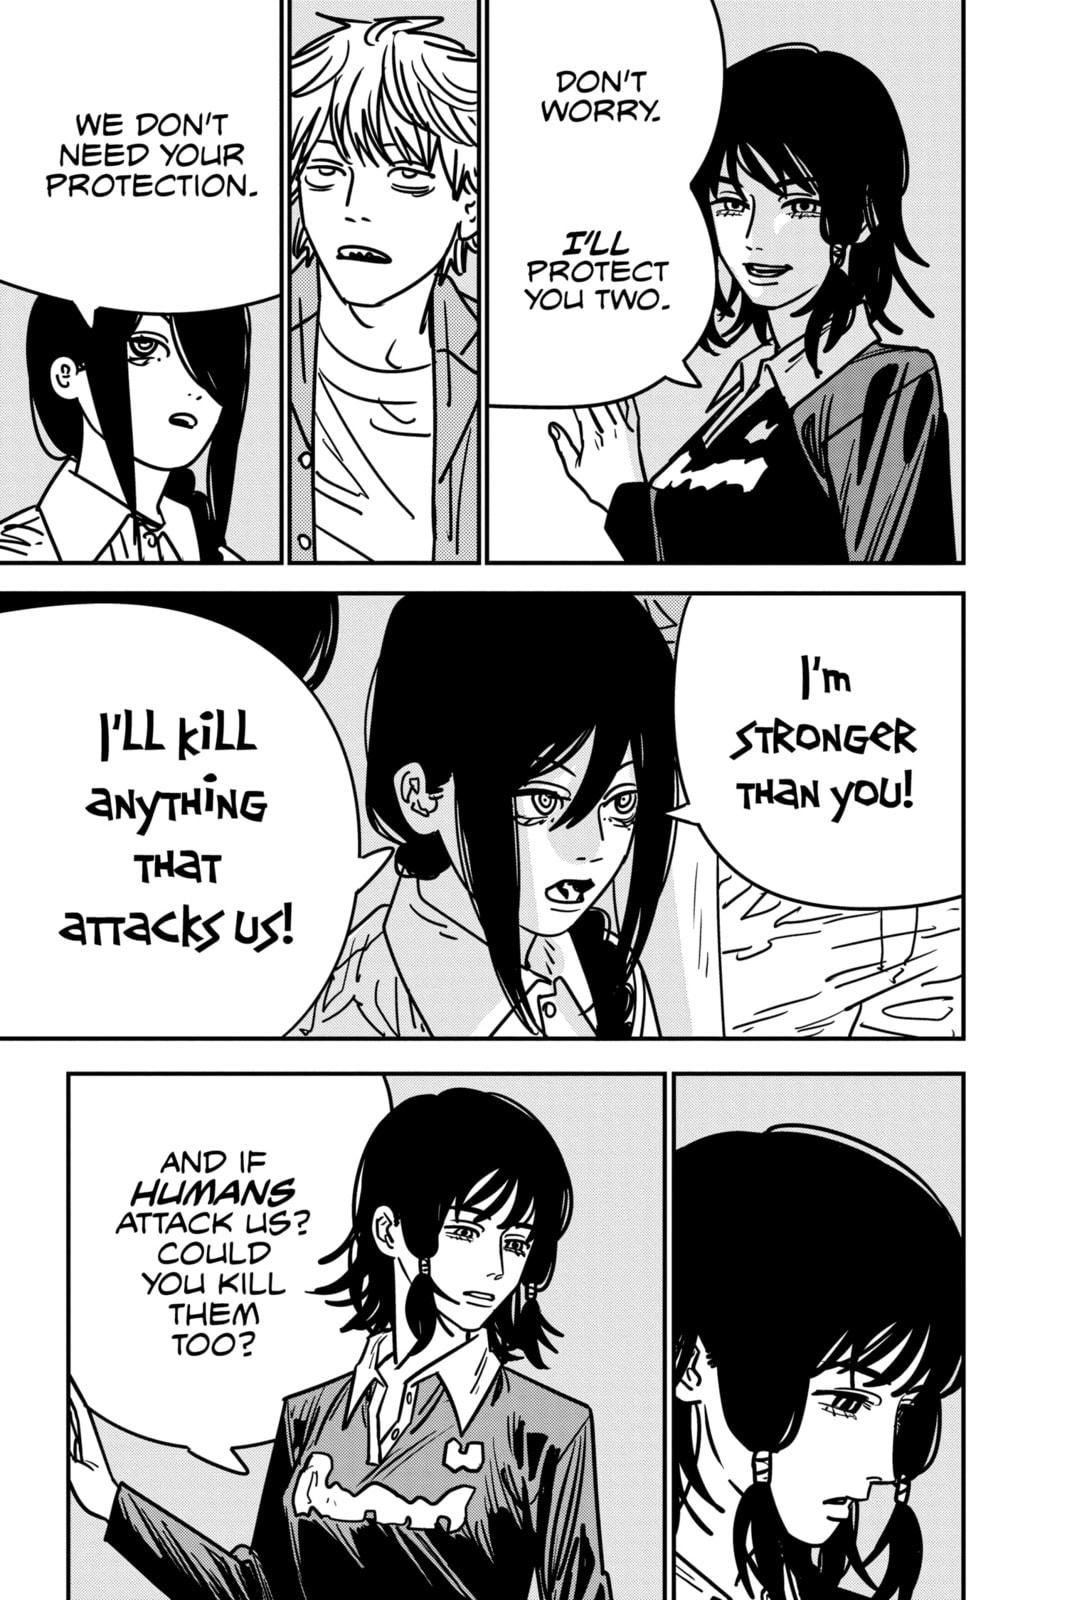 DON'T
WORRY.
I'LL
PROTECT
YOU TWO.
WE DON'T
NEED YOUR
PROTECTION.
I'm
STRONGER
THAN YOU!
I'LL KILL
ANYTHING
THAT
ATTACKS US!
AND IF
HUMANS
ATTACK US?
COULD
YOU KILL
THEM
TOO?